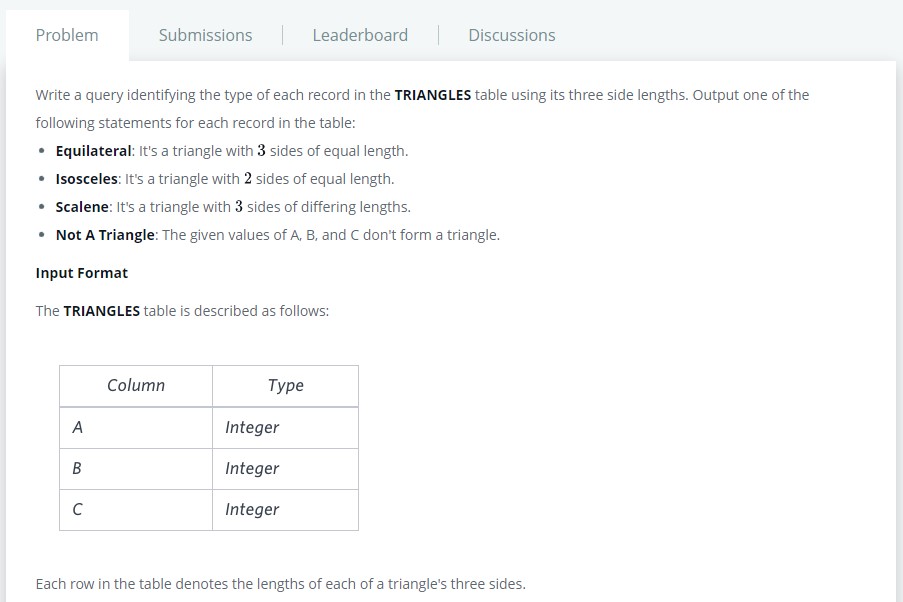 Problem
Submissions
Leaderboard
Discussions
Write a query identifying the type of each record in the TRIANGLES table using its three side lengths. Output one of the
following statements for each record in the table:
• Equilateral: It's a triangle with 3 sides of equal length.
• Isosceles: It's a triangle with 2 sides of equal length.
• Scalene: It's a triangle with 3 sides of differing lengths.
• Not A Triangle: The given values of A, B, and C don't form a triangle.
Input Format
The TRIANGLES table is described as follows:
Column Type
A Integer
B Integer
C Integer
Each row in the table denotes the lengths of each of a triangle's three sides.